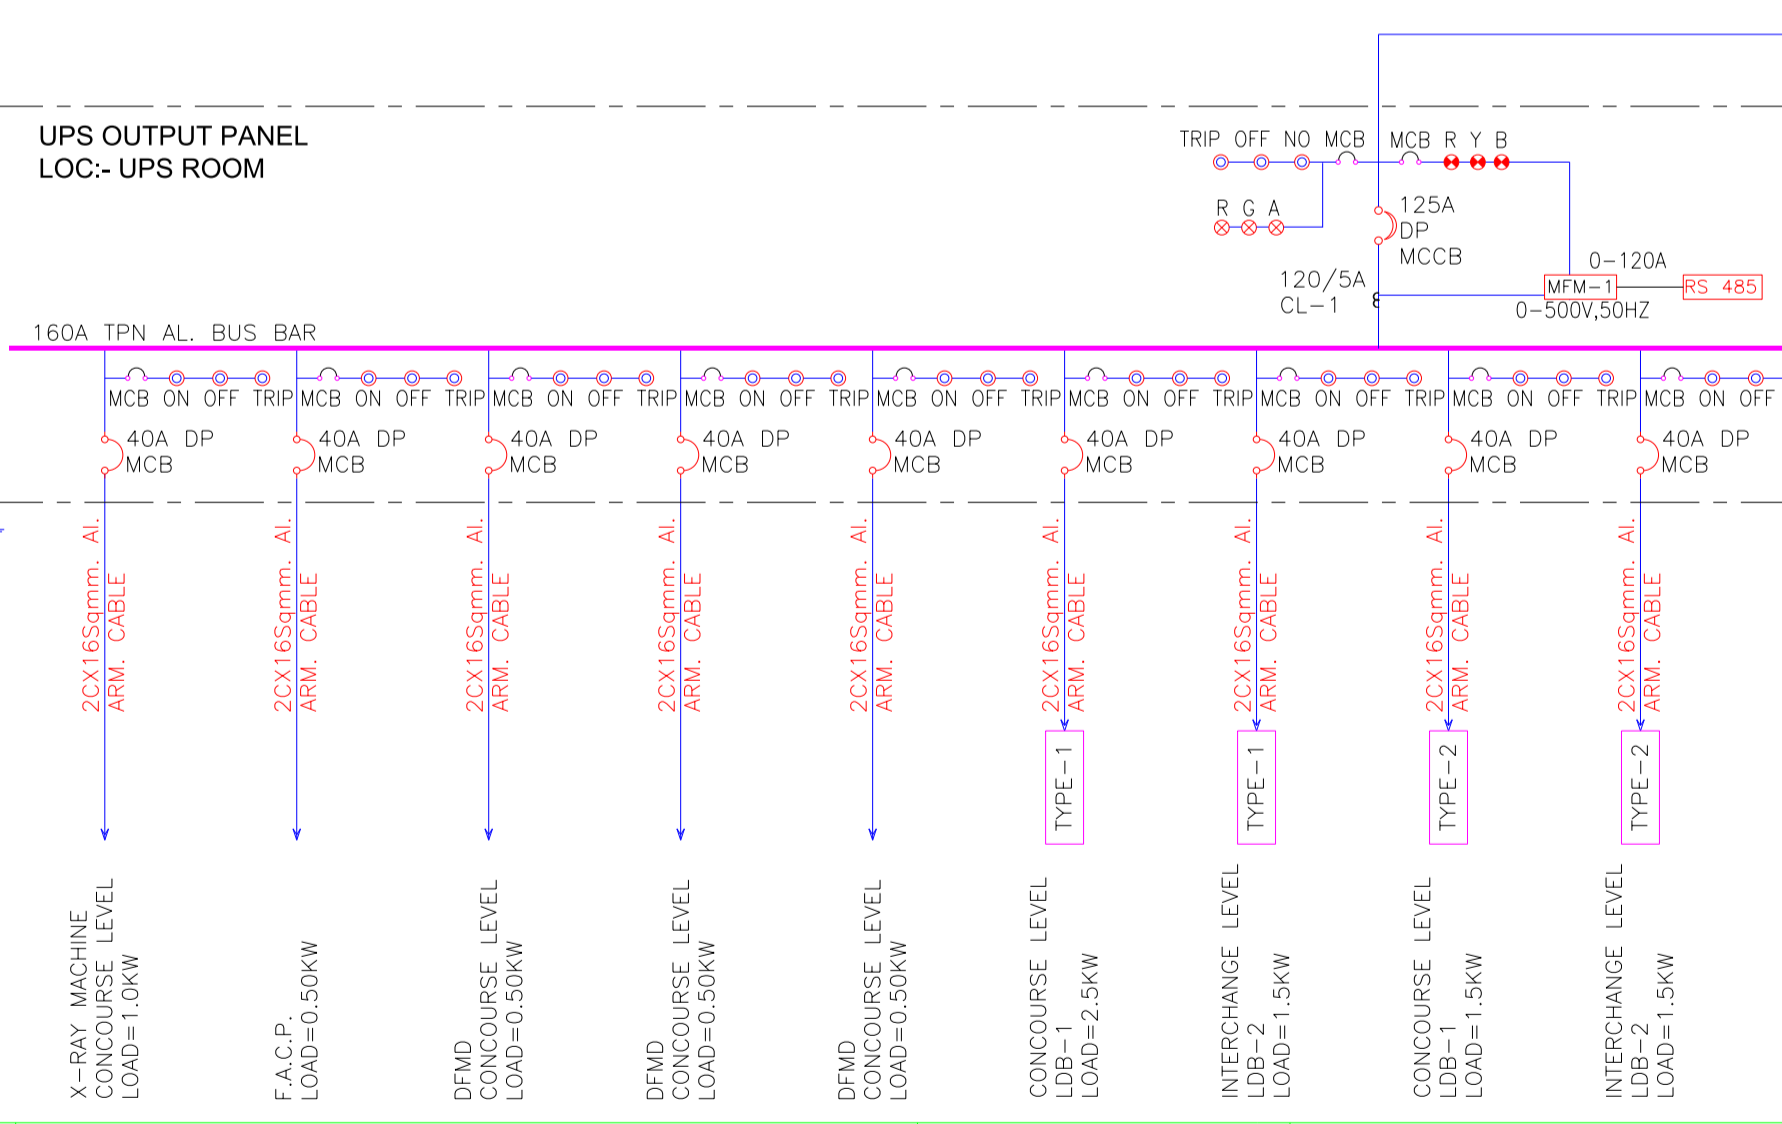 UPS OUTPUT PANEL
LOC:- UPS ROOM
TRIP OFF NO MCB
MCB R Y B
R G A
125A
DP
MCCB
120/5A
CL-1
0-120A
MFM-1
RS 485
0-500V,50HZ
160A TPN AL. BUS BAR
MCB ON OFF TRIP
MCB ON OFF TRIP
MCB ON OFF TRIP
MCB ON OFF TRIP
MCB ON OFF TRIP
MCB ON OFF TRIP
MCB ON OFF TRIP
MCB ON OFF TRIP
MCB ON OFF
40A DP
MCB
40A DP
MCB
40A DP
MCB
40A DP
MCB
40A DP
MCB
40A DP
MCB
40A DP
MCB
40A DP
MCB
40A DP
MCB
2CX16Sqmm. Al.
ARM. CABLE
2CX16Sqmm. Al.
ARM. CABLE
2CX16Sqmm. Al.
ARM. CABLE
2CX16Sqmm. Al.
ARM. CABLE
2CX16Sqmm. Al.
ARM. CABLE
2CX16Sqmm. Al.
ARM. CABLE
2CX16Sqmm. Al.
ARM. CABLE
2CX16Sqmm. Al.
ARM. CABLE
2CX16Sqmm. Al.
ARM. CABLE
TYPE-1
TYPE-1
TYPE-2
TYPE-2
X-RAY MACHINE
CONCOURSE LEVEL
LOAD=1.0KW
F.A.C.P.
LOAD=0.50KW
DFMD
CONCOURSE LEVEL
LOAD=0.50KW
DFMD
CONCOURSE LEVEL
LOAD=0.50KW
DFMD
CONCOURSE LEVEL
LOAD=0.50KW
CONCOURSE LEVEL
LDB-1
LOAD=2.5KW
INTERCHANGE LEVEL
LDB-2
LOAD=1.5KW
CONCOURSE LEVEL
LDB-1
LOAD=1.5KW
INTERCHANGE LEVEL
LDB-2
LOAD=1.5KW